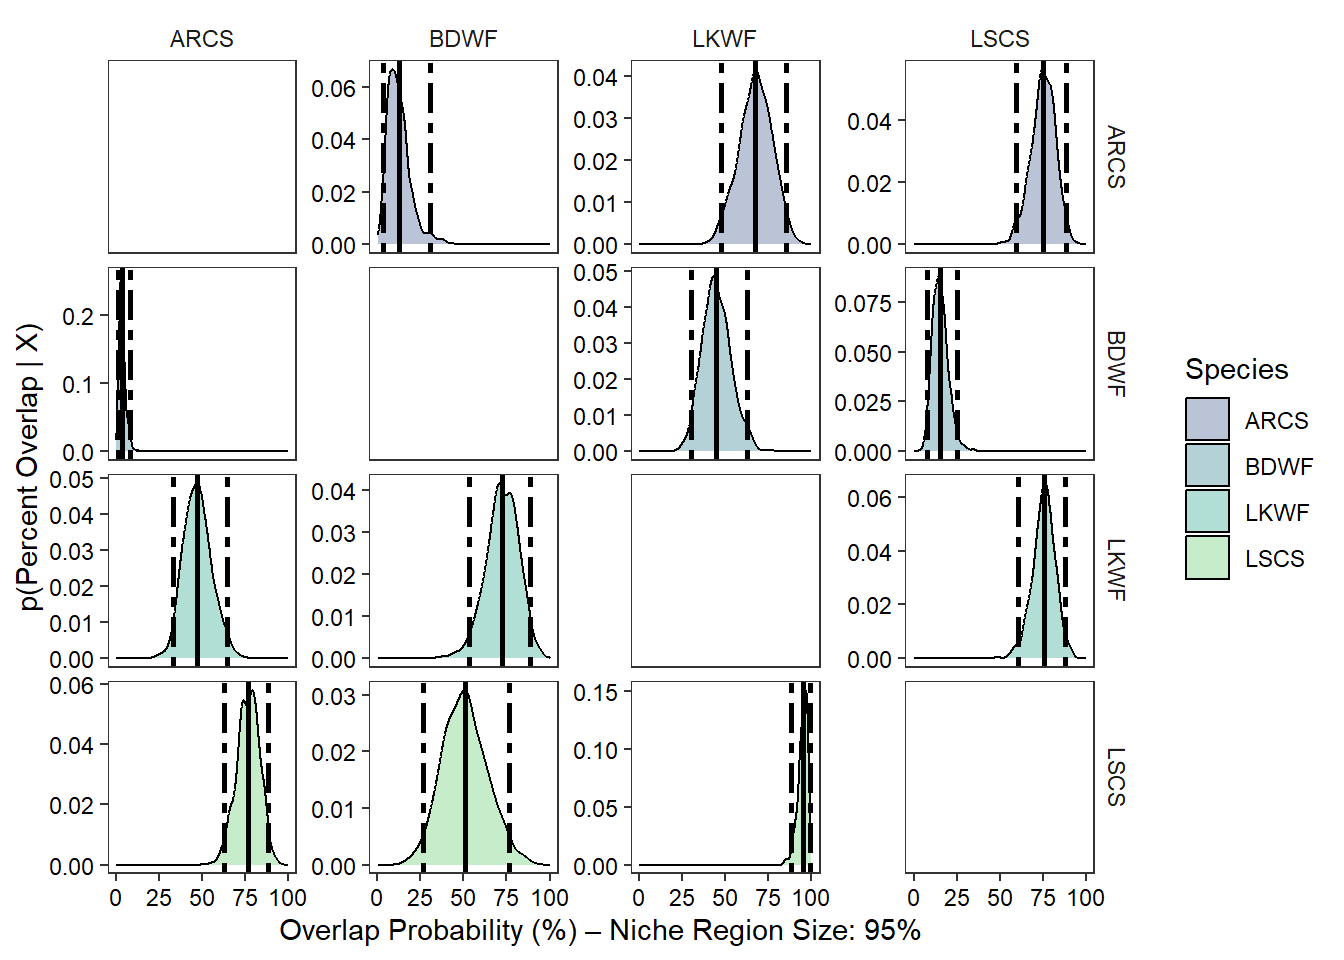 ARCS BDWF LKWF LSCS
0.06 0.04 0.02 0.00
0.04 0.03 0.02 0.01 0.00
0.04 0.02 0.00
ARCS
0.2 0.1 0.0
0.05 0.04 0.03 0.02 0.01 0.00
0.075 0.050 0.025 0.000
BDWF
0.05 0.04 0.03 0.02 0.01 0.00
0.04 0.03 0.02 0.01 0.00
0.06 0.04 0.02 0.00
LKWF
0.06 0.04 0.02 0.00
0.03 0.02 0.01 0.00
0.15 0.10 0.05 0.00
LSCS
0 25 50 75 100 0 25 50 75 100 0 25 50 75 100 0 25 50 75 100
Overlap Probability (%) – Niche Region Size: 95%
p(Percent Overlap | X)
Species
ARCS
BDWF
LKWF
LSCS